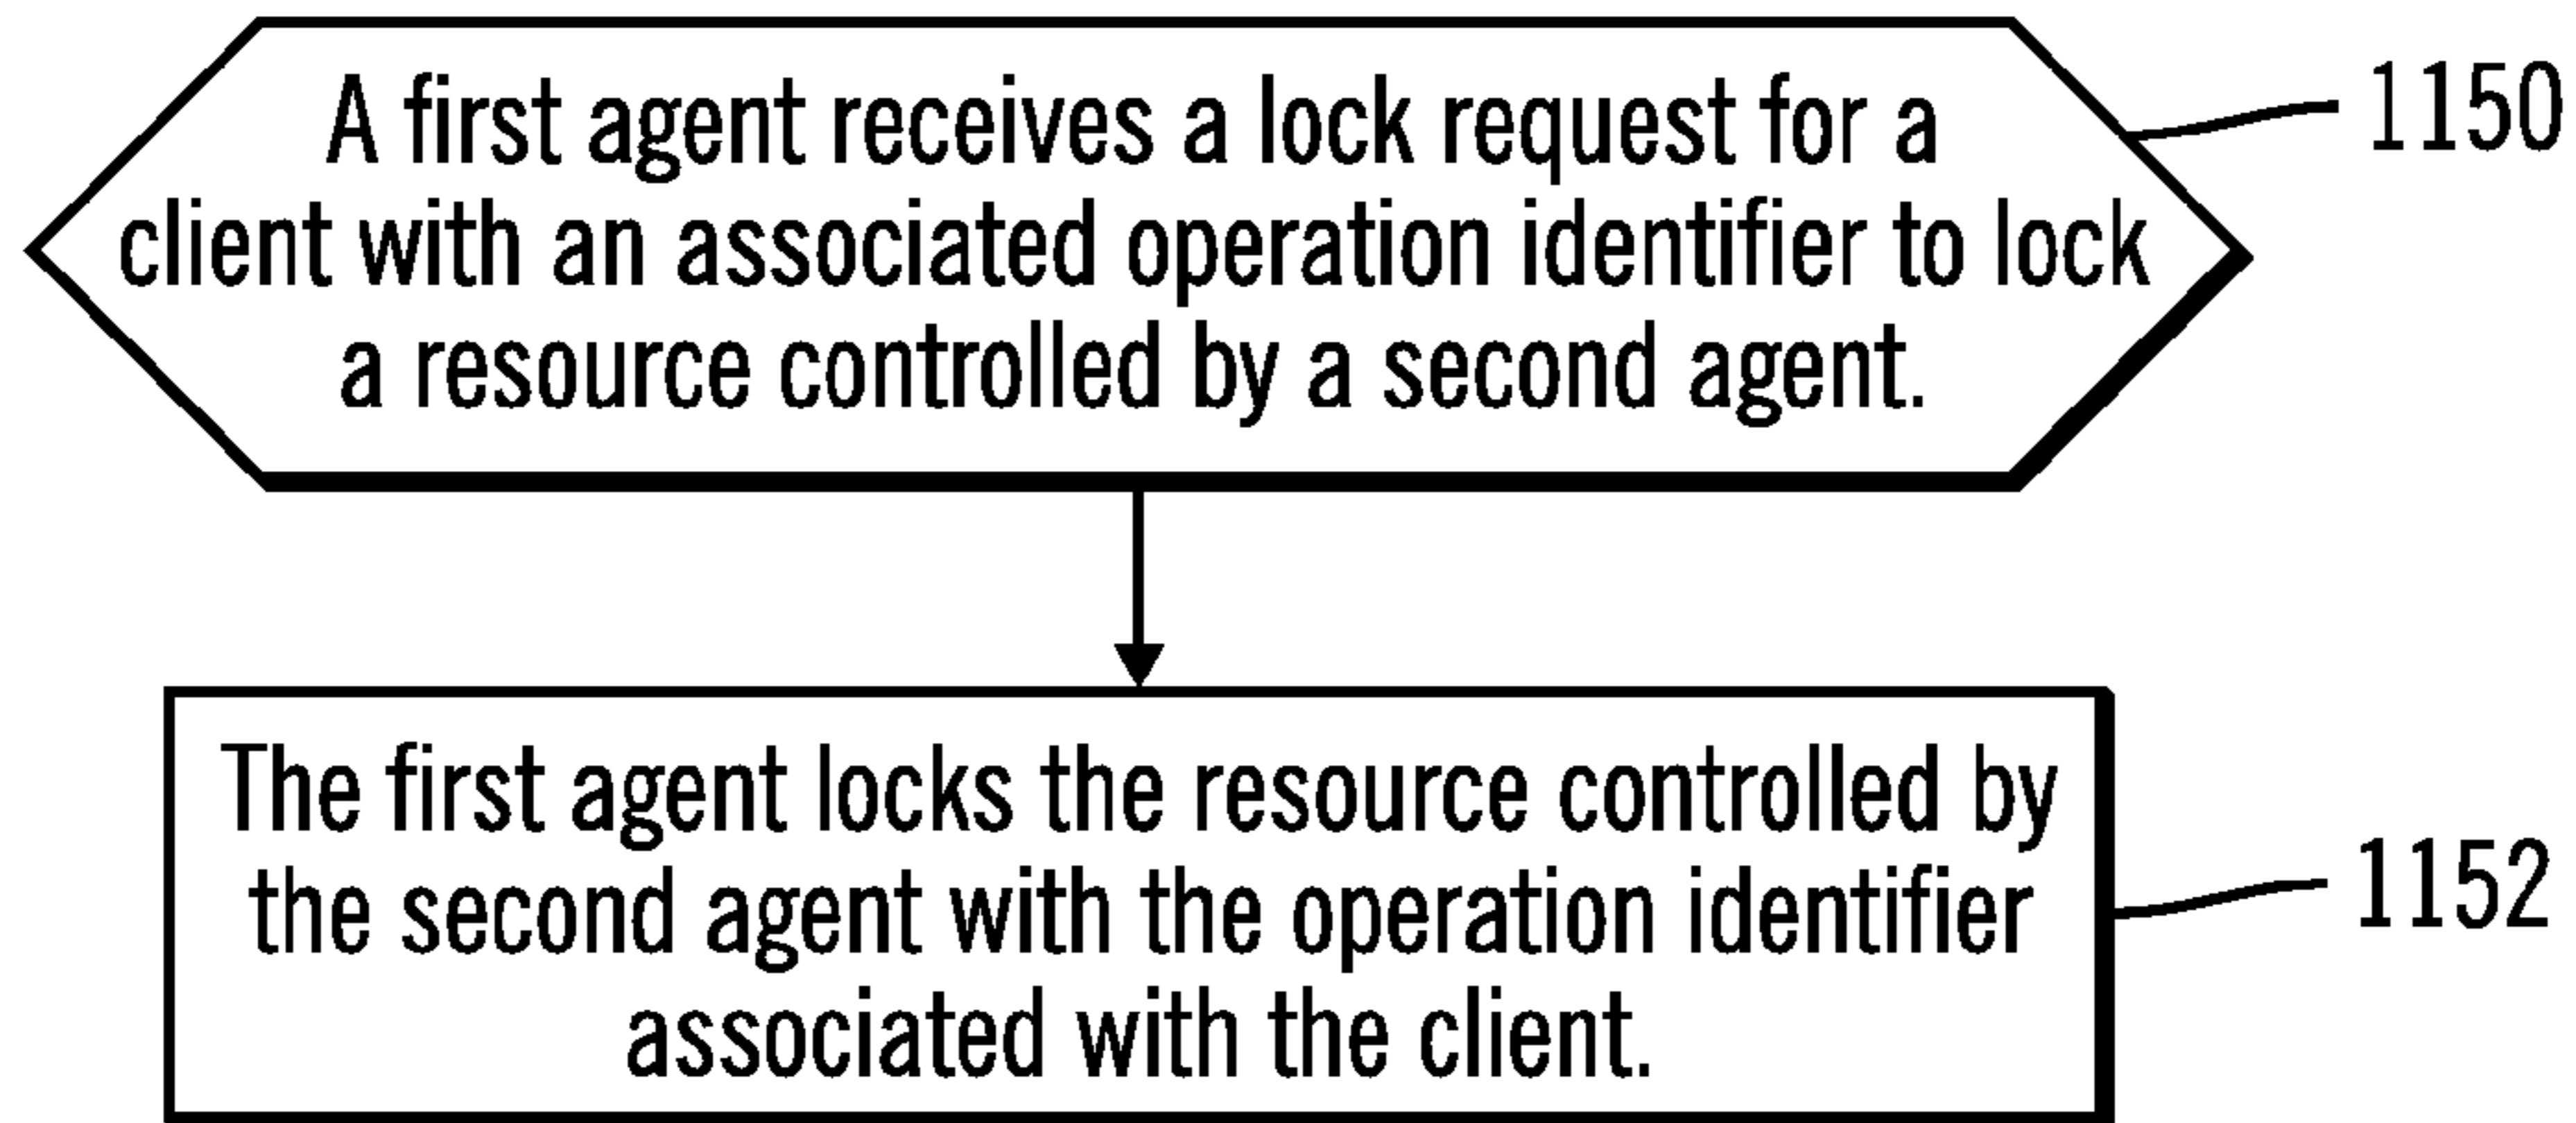 A first agent receives a lock request for a
client with an associated operation identifier to lock
a resource controlled by a second agent.
1150
The first agent locks the resource controlled by
the second agent with the operation identifier
associated with the client.
1152